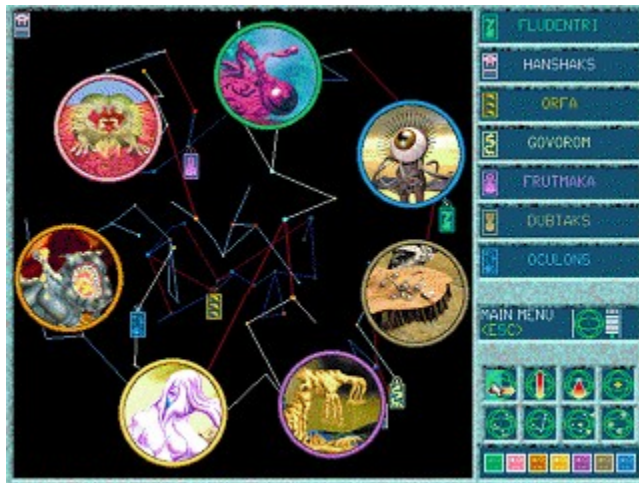 FLUDENTRI
HANSHAKS
ORFA
GOVOROM
FRUTMAKA
DUBTAKS
OCULONS
MAIN MENU
<ESC>